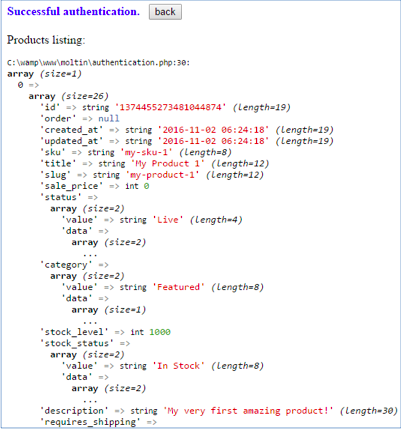 Successful authentication. back
Products listing:
C:\wamp\www\moltin\authentication.php:30:
array (size=1)
0 =>
array (size=26)
'id' => string '1374455273481044874' (length=19)
'order' => null
'created_at' => string '2016-11-02 06:24:18' (length=19)
'updated_at' => string '2016-11-02 06:24:18' (length=19)
'sku' => string 'my-sku-1' (length=8)
'title' => string 'My Product 1' (length=12)
'slug' => string 'my-product-1' (length=12)
'sale_price' => int 0
'status' =>
array (size=2)
'value' => string 'Live' (length=4)
'data' =>
array (size=2)
...
'category' =>
array (size=2)
'value' => string 'Featured' (length=8)
'data' =>
array (size=1)
...
'stock_level' => int 1000
'stock_status' =>
array (size=2)
'value' => string 'In Stock' (length=8)
'data' =>
array (size=2)
...
'description' => string 'My very first amazing product!' (length=30)
'requires_shipping' =>